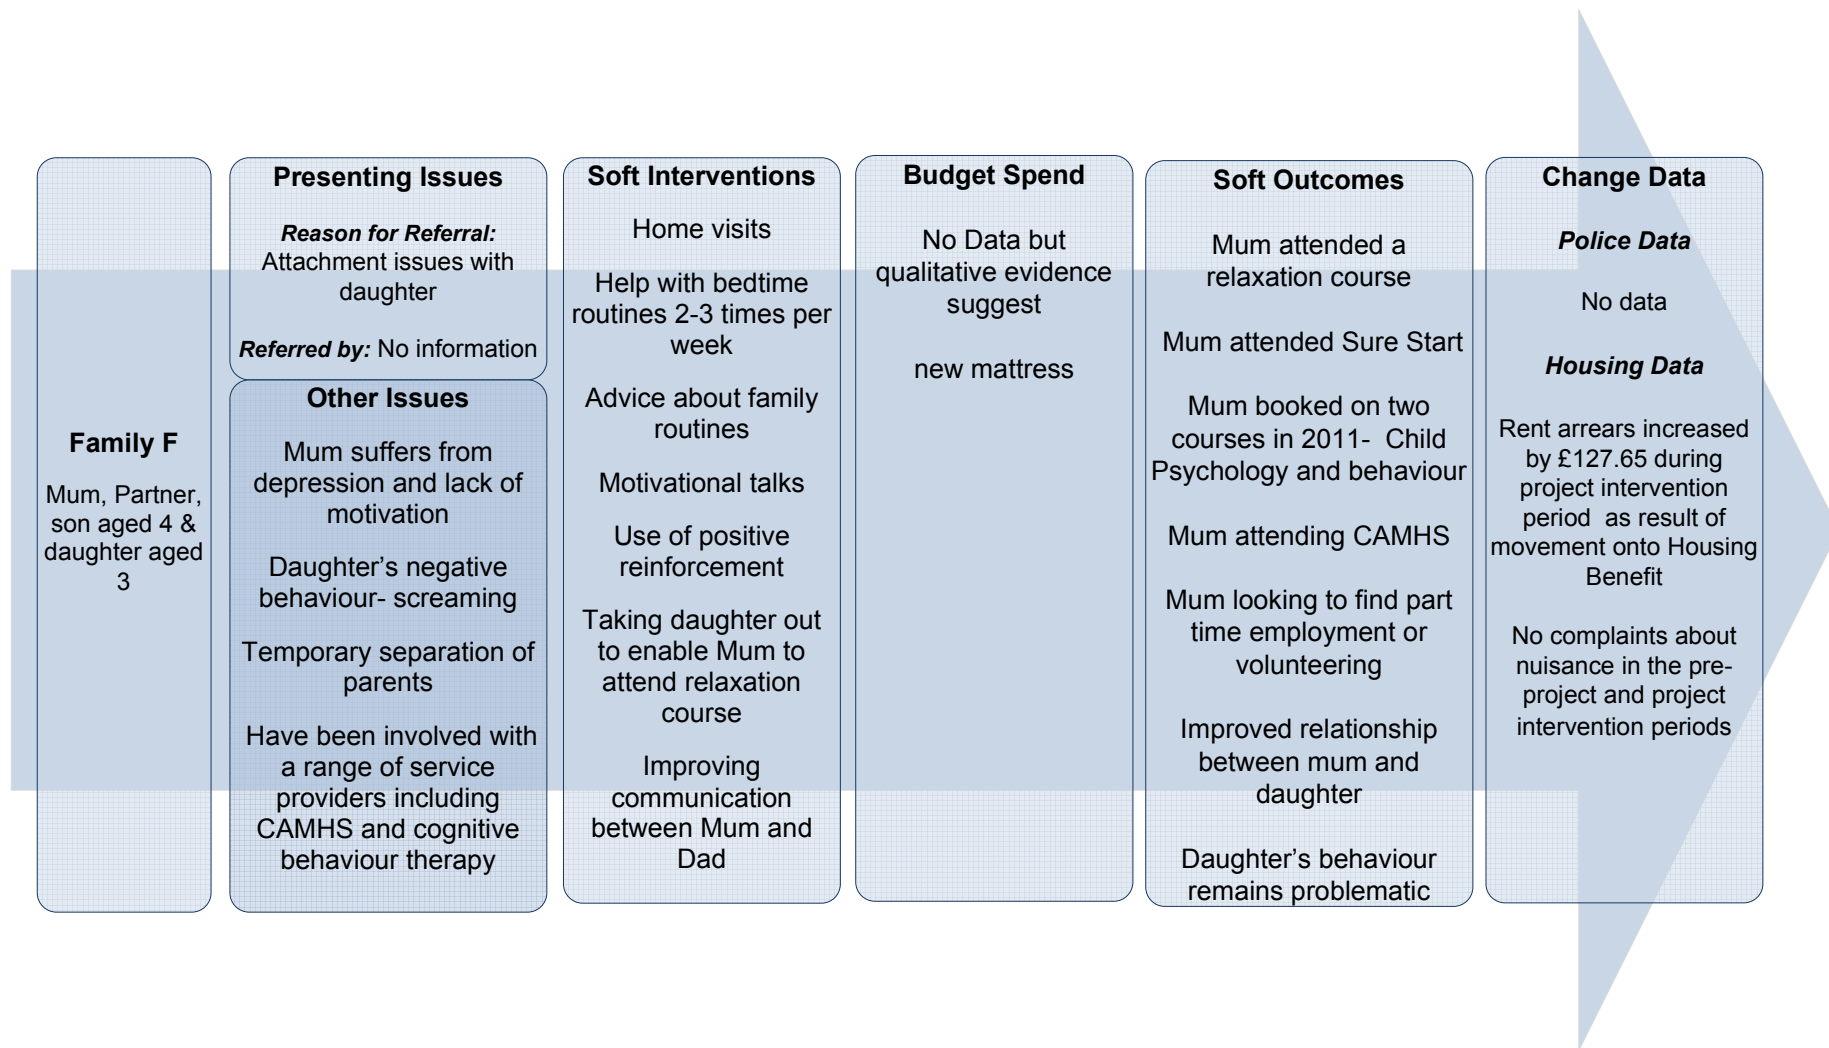 Family F
Mum, Partner,
son aged 4 &
daughter aged
3
Presenting Issues
Reason for Referral:
Attachment issues with
daughter
Referred by: No information
Other Issues
Mum suffers from
depression and lack of
motivation
Daughter's negative
behaviour- screaming
Temporary separation of
parents
Have been involved with
a range of service
providers including
CAMHS and cognitive
behaviour therapy
Soft Interventions
Home visits
Help with bedtime
routines 2-3 times per
week
Advice about family
routines
Motivational talks
Use of positive
reinforcement
Taking daughter out
to enable Mum to
attend relaxation
course
Improving
communication
between Mum and
Dad
Budget Spend
No Data but
qualitative evidence
suggest
new mattress
Soft Outcomes
Mum attended a
relaxation course
Mum attended Sure Start
Mum booked on two
courses in 2011- Child
Psychology and behaviour
Mum attending CAMHS
Mum looking to find part
time employment or
volunteering
Improved relationship
between mum and
daughter
Daughter's behaviour
remains problematic
Change Data
Police Data
No data
Housing Data
Rent arrears increased
by £127.65 during
project intervention
period as result of
movement onto Housing
Benefit
No complaints about
nuisance in the pre-
project and project
intervention periods